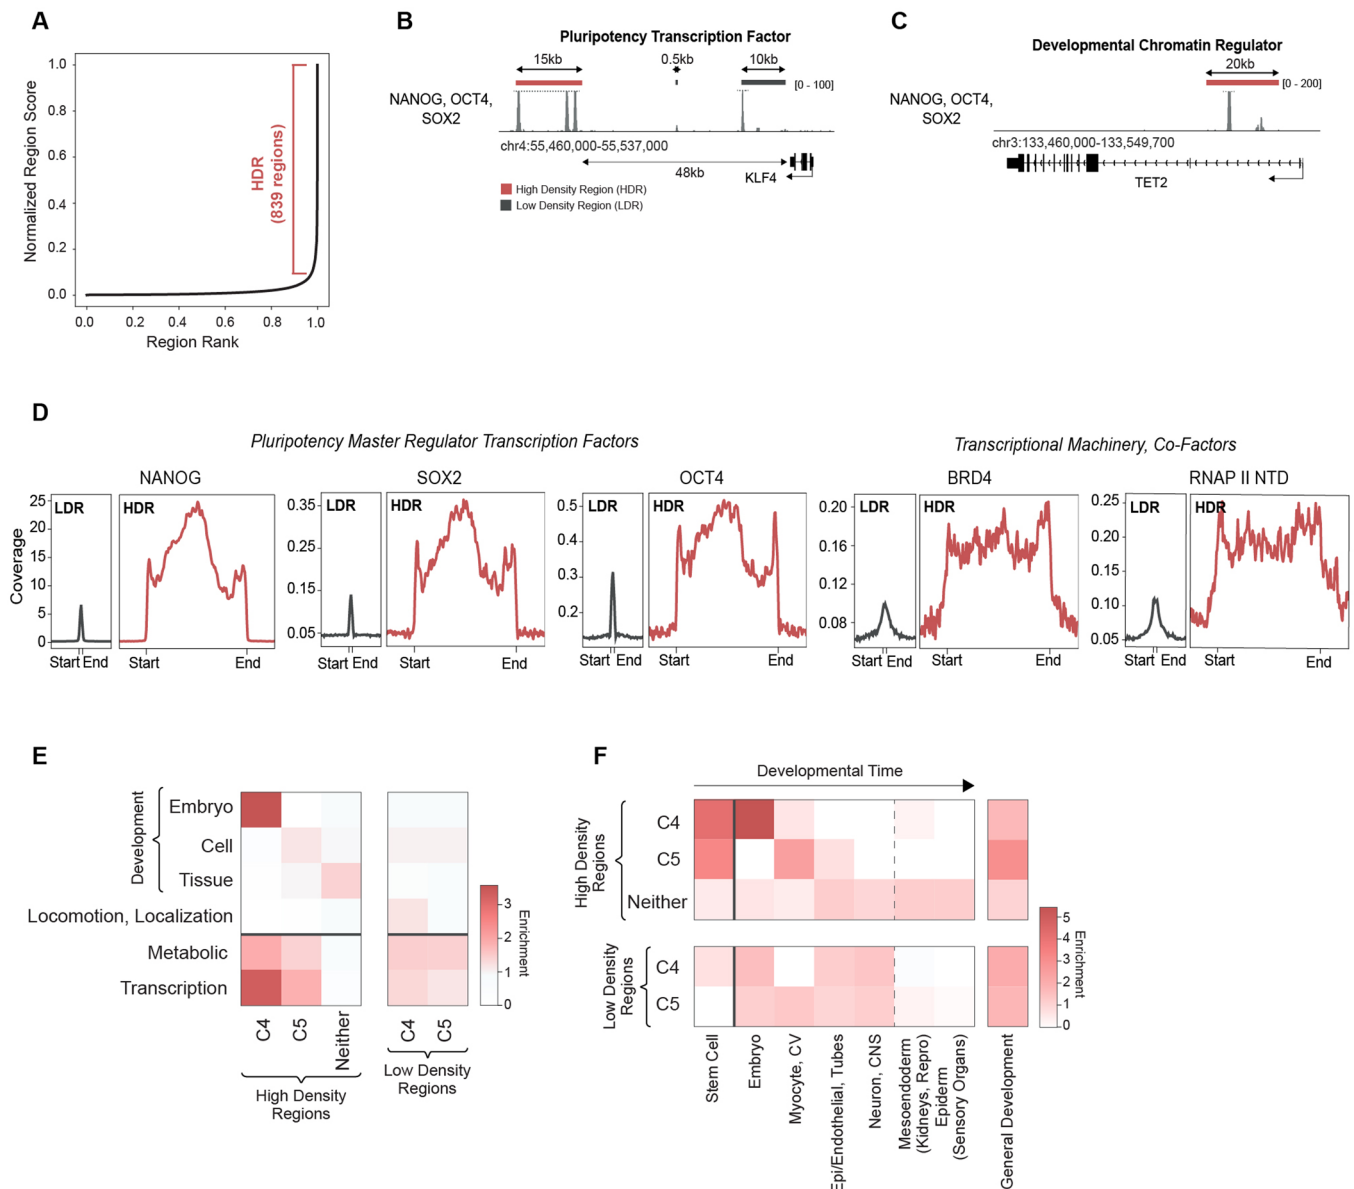 A
Normalized Region Score
1.0
0.8
0.6
0.4
0.2
0.0
HDR
(839 regions)
0.0 0.2 0.4 0.6 0.8 1.0
Region Rank
B
Pluripotency Transcription Factor
15kb 0.5kb 10kb
[0 - 100]
NANOG, OCT4,
SOX2
chr4:55,460,000-55,537,000
48kb KLF4
High Density Region (HDR)
Low Density Region (LDR)
C
Developmental Chromatin Regulator
20kb
[0 - 200]
NANOG, OCT4,
SOX2
chr3:133,460,000-133,549,700
TET2
D
Pluripotency Master Regulator Transcription Factors
Transcriptional Machinery, Co-Factors
Coverage
NANOG
25
20
15
10
5
0
LDR HDR
Start End Start End
SOX2
0.35
0.25
0.15
0.05
LDR HDR
Start End Start End
OCT4
0.5
0.4
0.3
0.2
LDR HDR
Start End Start End
BRD4
0.20
0.16
0.12
0.08
LDR HDR
Start End Start End
RNAP II NTD
0.25
0.20
0.15
0.10
0.05
LDR HDR
Start End Start End
E
Development
Embryo
Cell
Tissue
Locomotion, Localization
Metabolic
Transcription
C4 C5 Neither C4 C5
High Density
Regions
Low Density
Regions
3
2
1
0
Enrichment
F
Developmental Time
High Density
Regions
C4
C5
Neither
Low Density
Regions
C4
C5
Stem Cell
Embryo
Myocyte, CV
Epi/Endothelial, Tubes
Neuron, CNS
Mesoendoderm
(Kidneys, Repro)
Epiderm
(Sensory Organs)
General Development
5
4
3
2
1
0
Enrichment